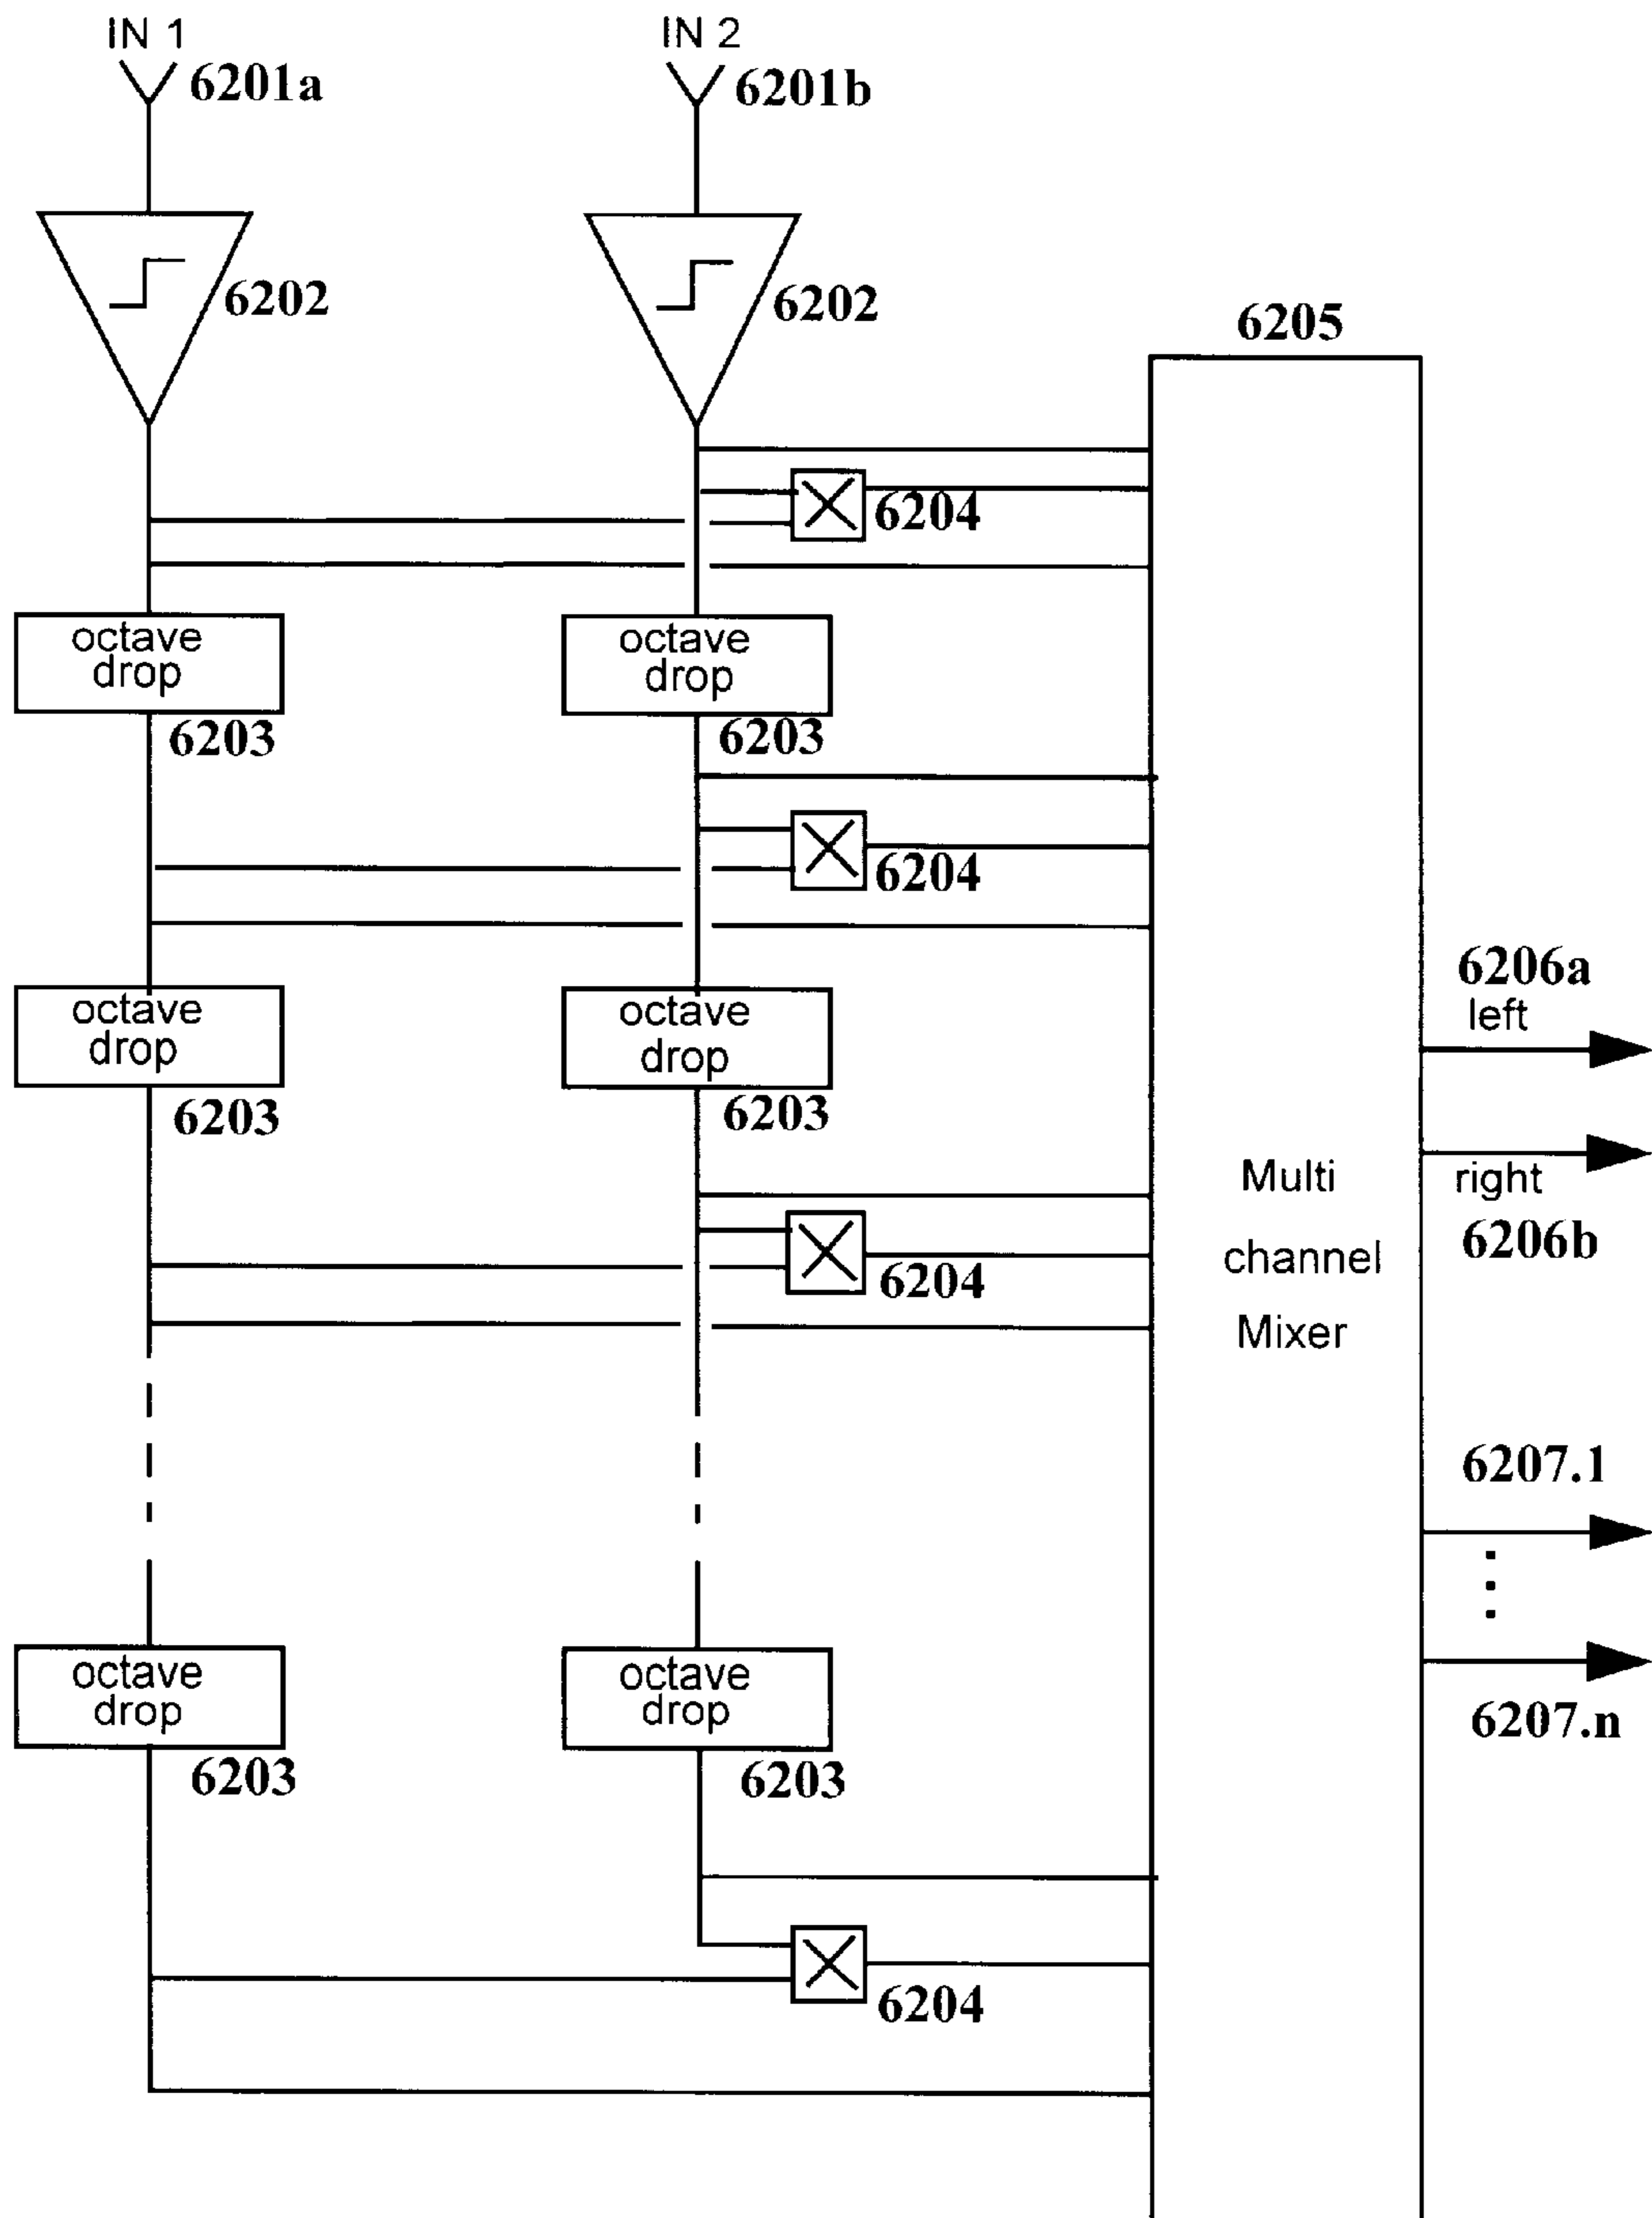 IN 1
IN 2
6201a
6201b
6202
6202
6205
6204
octave
drop
octave
drop
6203
6203
6204
6206a
left
octave
drop
octave
drop
6203
6203
Multi
channel
Mixer
right
6206b
6204
6207.1
octave
drop
octave
drop
6203
6203
6207.n
6204